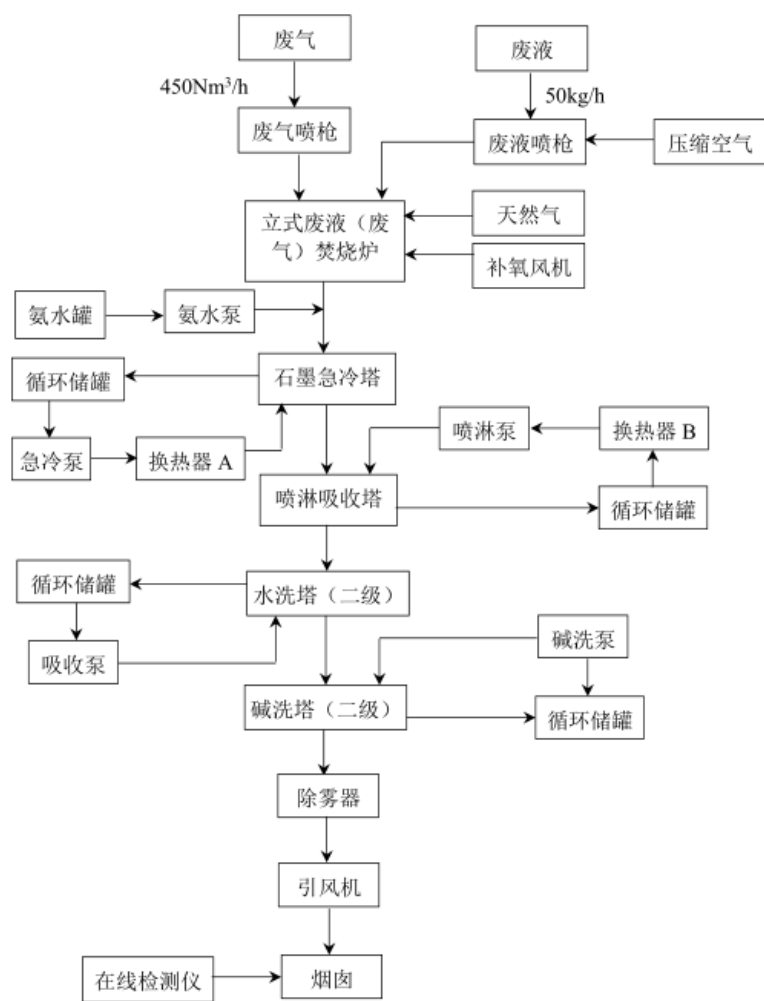 废气
废液
450Nm³/h
50kg/h
废气喷枪
废液喷枪
压缩空气
立式废液（废
气）焚烧炉
天然气
补氧风机
氨水罐
氨水泵
循环储罐
石墨急冷塔
喷淋泵
换热器 B
急冷泵
换热器 A
喷淋吸收塔
循环储罐
循环储罐
水洗塔（二级）
碱洗泵
吸收泵
碱洗塔（二级）
循环储罐
除雾器
引风机
在线检测仪
烟囱